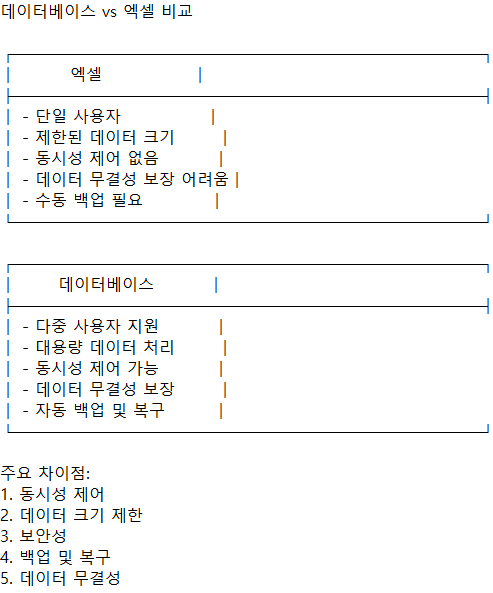 데이터베이스 vs 엑셀 비교
엑셀
- 단일 사용자
- 제한된 데이터 크기
- 동시성 제어 없음
- 데이터 무결성 보장 어려움
- 수동 백업 필요
데이터베이스
- 다중 사용자 지원
- 대용량 데이터 처리
- 동시성 제어 가능
- 데이터 무결성 보장
- 자동 백업 및 복구
주요 차이점:
1. 동시성 제어
2. 데이터 크기 제한
3. 보안성
4. 백업 및 복구
5. 데이터 무결성